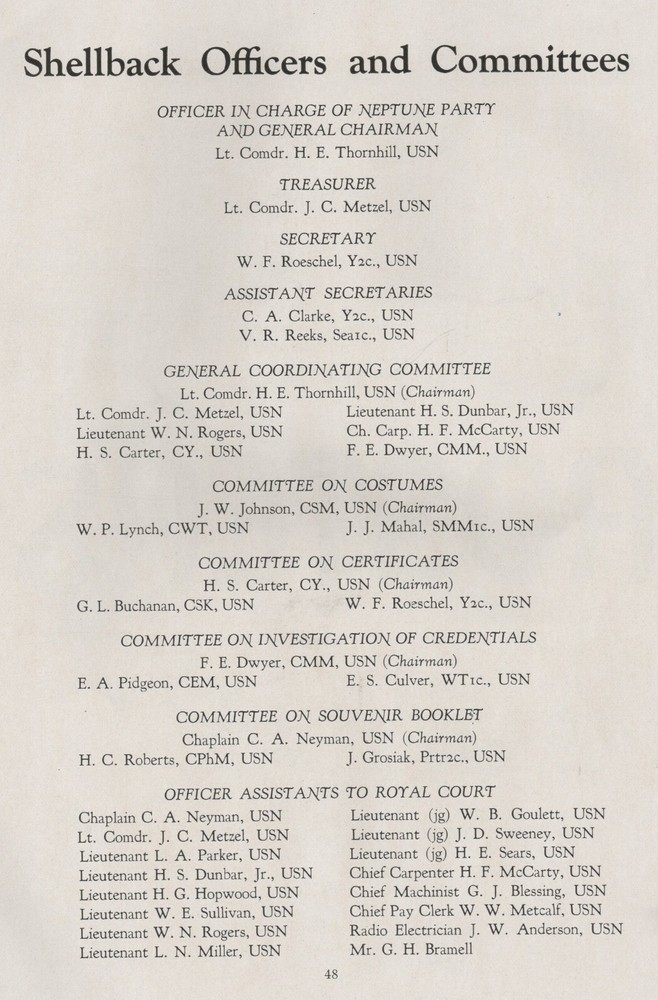 Shellback Officers and Committees
OFFICER IN CHARGE OF NEPTUNE PARTY
AND GENERAL CHAIRMAN
Lt. Comdr. H. E. Thornhill, USN
TREASURER
Lt. Comdr. J. C. Metzel, USN
SECRETARY
W. F. Roeschel, Y2c., USN
ASSISTANT SECRETARIES
C. A. Clarke, Y2c., USN
V. R. Reeks, Sea1c., USN
GENERAL COORDINATING COMMITTEE
Lt. Comdr. H. E. Thornhill, USN (Chairman)
Lt. Comdr. J. C. Metzel, USN Lieutenant H. S. Dunbar, Jr., USN
Lieutenant W. N. Rogers, USN Ch. Carp. H. F. McCarty, USN
H. S. Carter, CY., USN F. E. Dwyer, CMM., USN
COMMITTEE ON COSTUMES
J. W. Johnson, CSM, USN (Chairman)
W. P. Lynch, CWT, USN J. J. Mahal, SMM1c., USN
COMMITTEE ON CERTIFICATES
H. S. Carter, CY., USN (Chairman)
G. L. Buchanan, CSK, USN W. F. Roeschel, Y2c., USN
COMMITTEE ON INVESTIGATION OF CREDENTIALS
F. E. Dwyer, CMM, USN (Chairman)
E. A. Pidgeon, CEM, USN E. S. Culver, WT1c., USN
COMMITTEE ON SOUVENIR BOOKLET
Chaplain C. A. Neyman, USN (Chairman)
H. C. Roberts, CPhM, USN J. Grosiak, Prtr2c., USN
OFFICER ASSISTANTS TO ROYAL COURT
Chaplain C. A. Neyman, USN Lieutenant (jg) W. B. Goulett, USN
Lt. Comdr. J. C. Metzel, USN Lieutenant (jg) J. D. Sweeney, USN
Lieutenant L. A. Parker, USN Lieutenant (jg) H. E. Sears, USN
Lieutenant H. S. Dunbar, Jr., USN Chief Carpenter H. F. McCarty, USN
Lieutenant H. G. Hopwood, USN Chief Machinist G. J. Blessing, USN
Lieutenant W. E. Sullivan, USN Chief Pay Clerk W. W. Metcalf, USN
Lieutenant W. N. Rogers, USN Radio Electrician J. W. Anderson, USN
Lieutenant L. N. Miller, USN Mr. G. H. Bramell
48